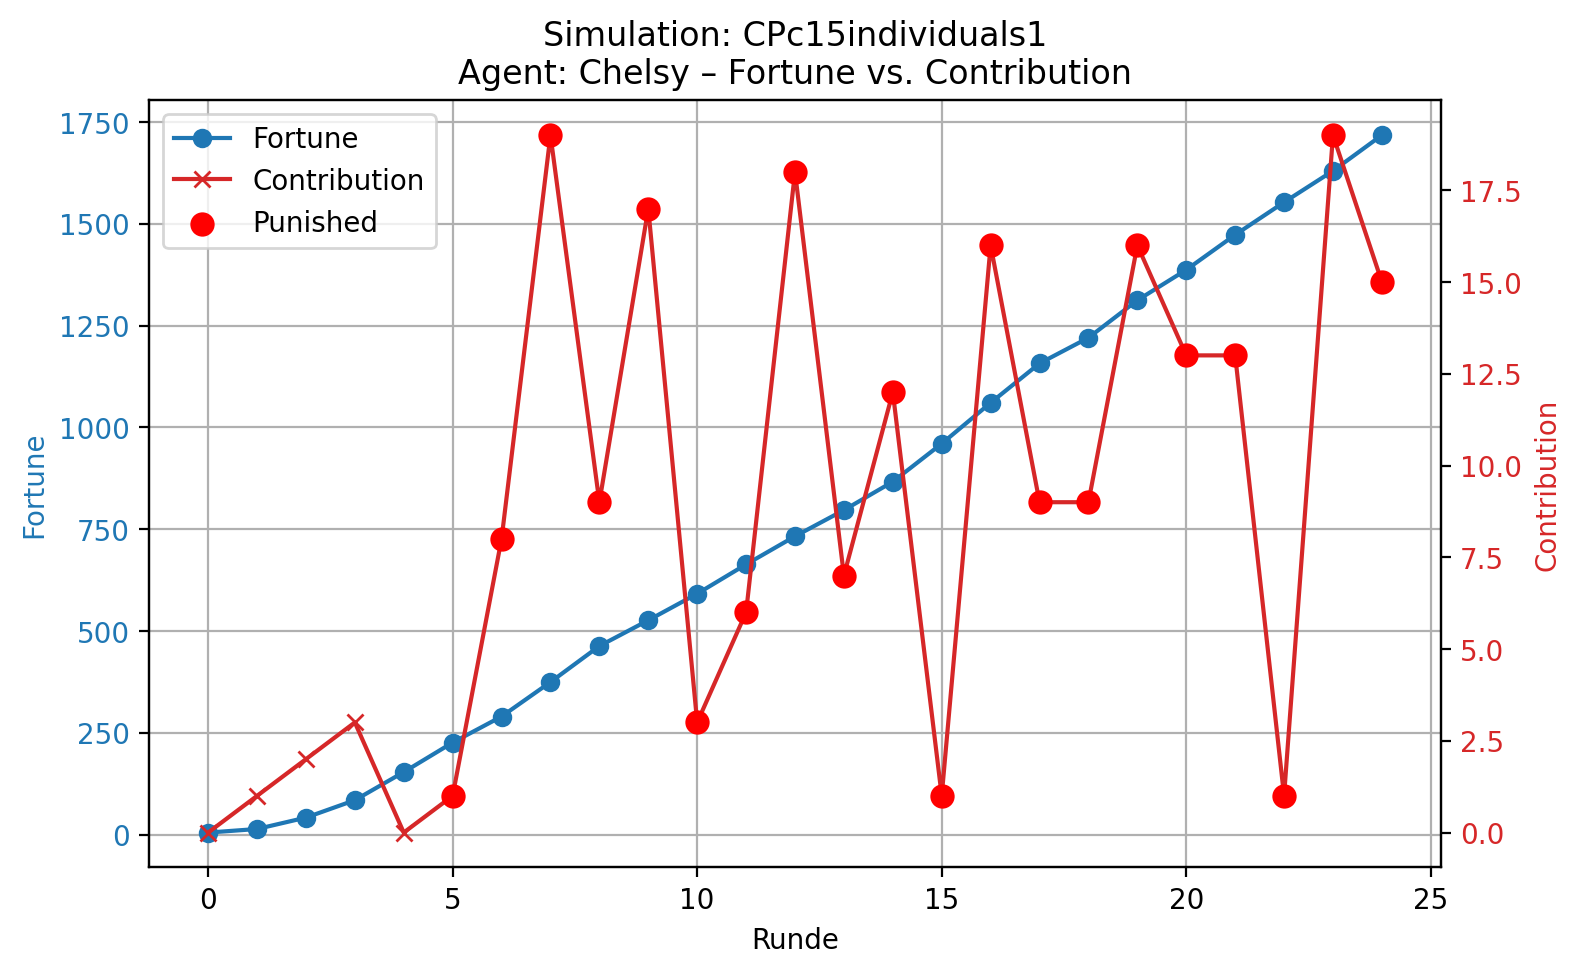 Simulation: CPc15individuals1
Agent: Chelsy – Fortune vs. Contribution
Fortune
Contribution
Punished
1750
1500
1250
1000
750
500
250
0
Fortune
17.5
15.0
12.5
10.0
7.5
5.0
2.5
0.0
Contribution
0 5 10 15 20 25
Runde